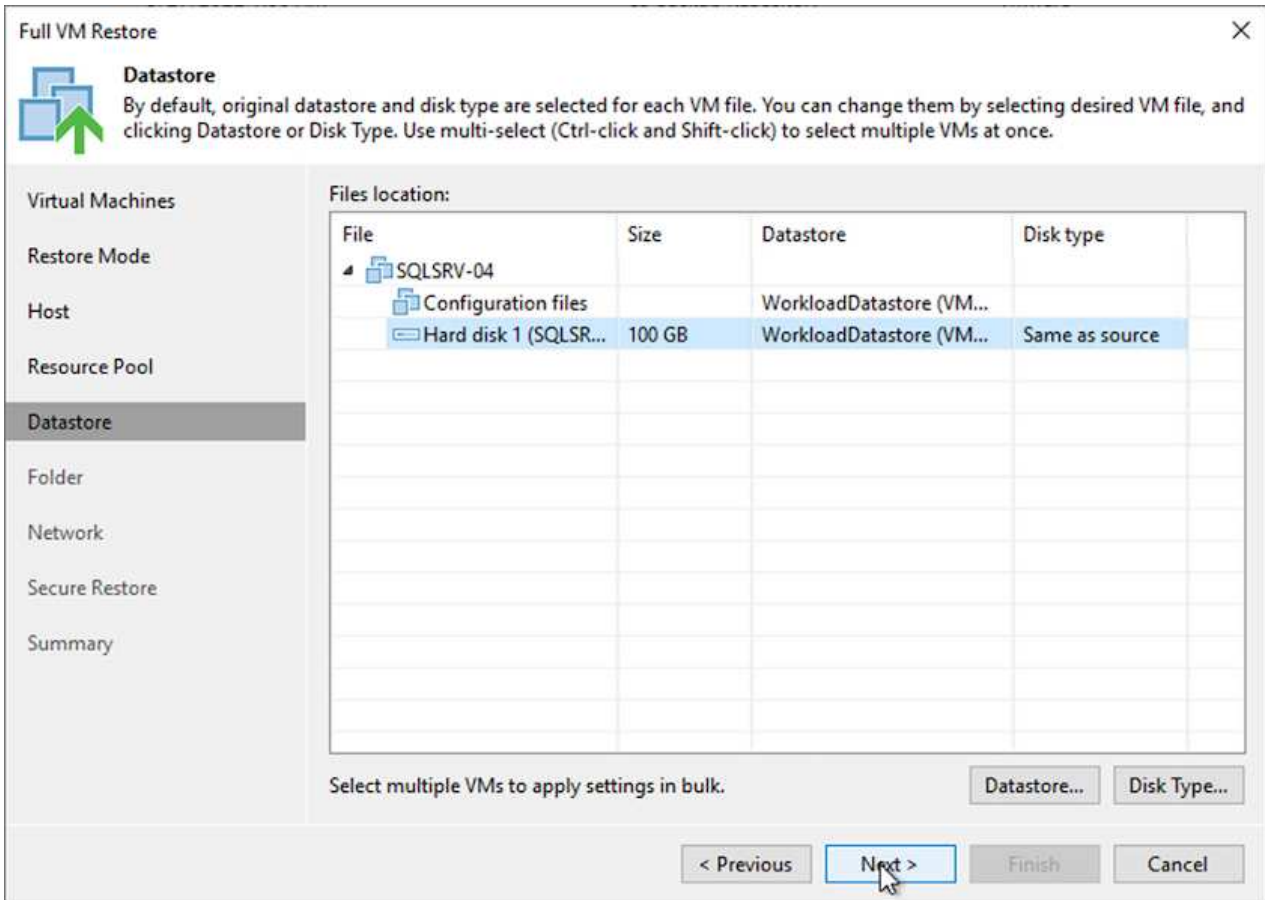 Full VM Restore
Datastore
By default, original datastore and disk type are selected for each VM file. You can change them by selecting desired VM file, and
clicking Datastore or Disk Type. Use multi-select (Ctrl-click and Shift-click) to select multiple VMs at once.
Virtual Machines
Restore Mode
Host
Resource Pool
Datastore
Folder
Network
Secure Restore
Summary
Files location:
File Size Datastore Disk type
SQLSRV-04
Configuration files WorkloadDatastore (VM...
Hard disk 1 (SQLSR... 100 GB WorkloadDatastore (VM... Same as source
Select multiple VMs to apply settings in bulk.
Datastore... Disk Type...
< Previous Next > Finish Cancel